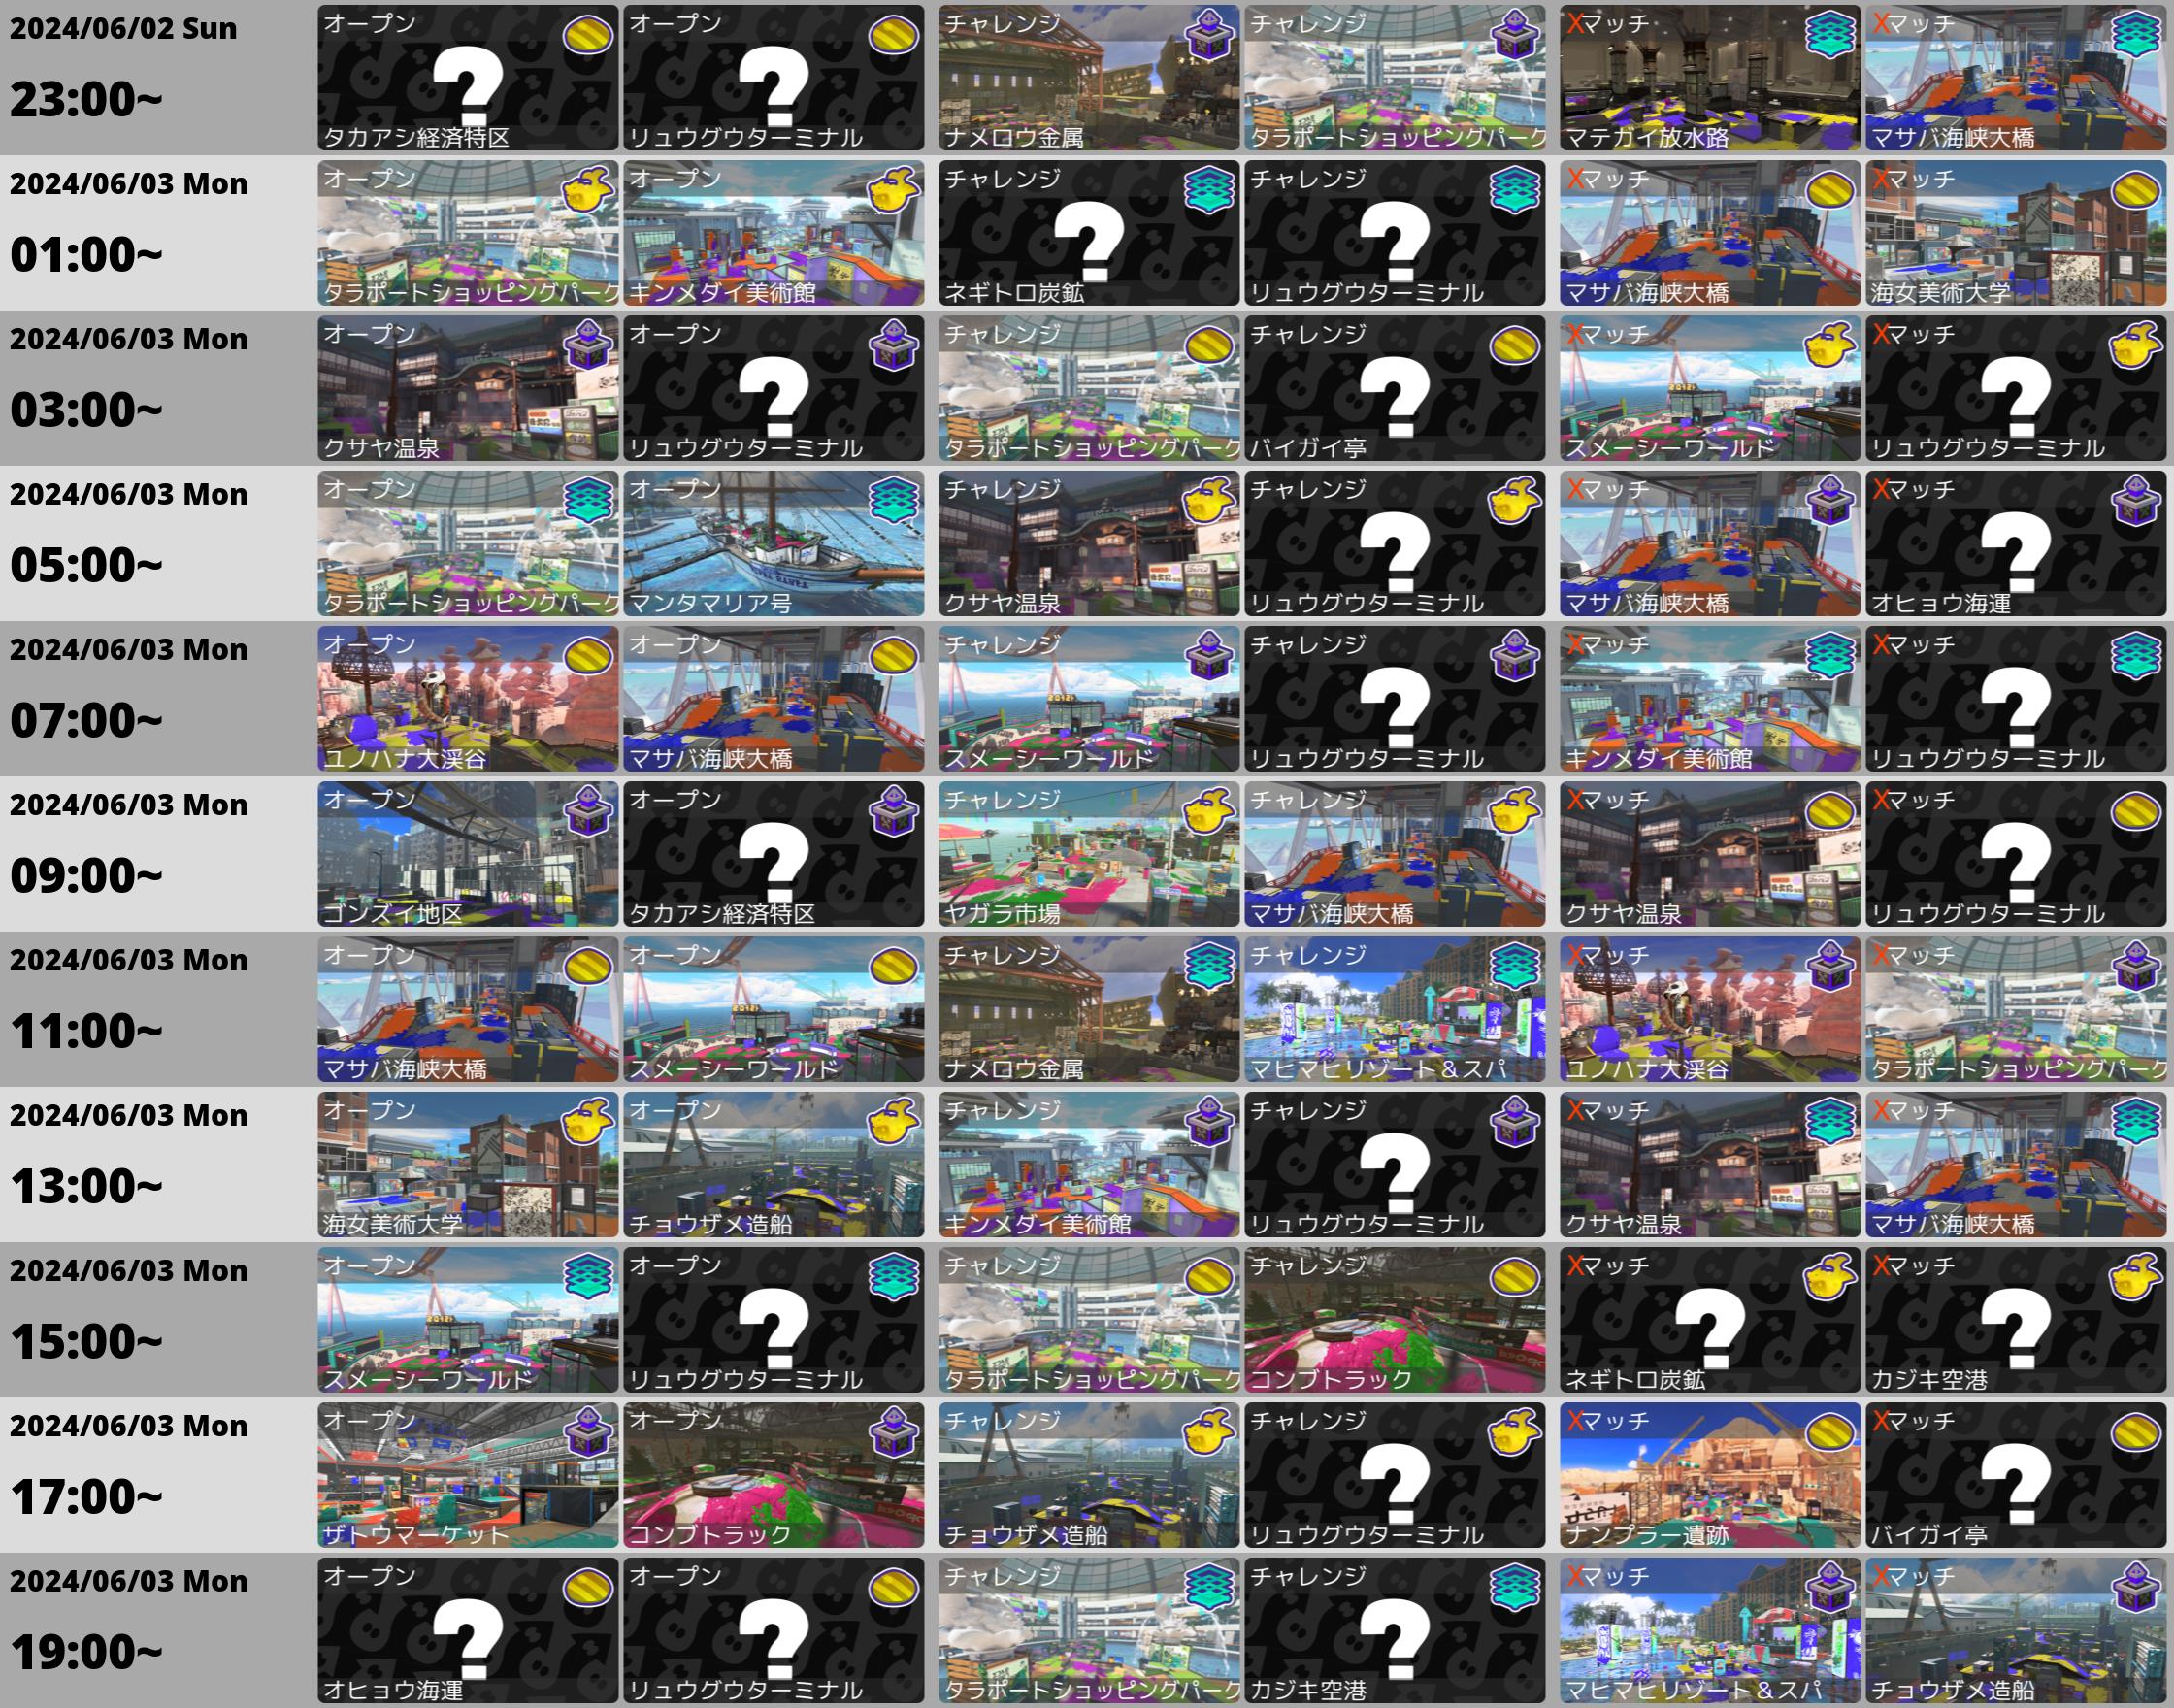 2024/06/02 Sun
23:00~
オープン
タカアシ経済特区
オープン
リュウグウターミナル
チャレンジ
ナメロウ金属
チャレンジ
タラポートショッピングパーク
Xマッチ
マテガイ放水路
Xマッチ
マサバ海峡大橋
2024/06/03 Mon
01:00~
オープン
タラポートショッピングパーク
オープン
キンメダイ美術館
チャレンジ
ネギトロ炭鉱
チャレンジ
リュウグウターミナル
Xマッチ
マサバ海峡大橋
Xマッチ
海女美術大学
2024/06/03 Mon
03:00~
オープン
クサヤ温泉
オープン
リュウグウターミナル
チャレンジ
タラポートショッピングパーク
チャレンジ
バイガイ亭
Xマッチ
スメーシーワールド
Xマッチ
リュウグウターミナル
2024/06/03 Mon
05:00~
オープン
タラポートショッピングパーク
オープン
マンタマリア号
チャレンジ
クサヤ温泉
チャレンジ
リュウグウターミナル
Xマッチ
マサバ海峡大橋
Xマッチ
オヒョウ海運
2024/06/03 Mon
07:00~
オープン
ユノハナ大渓谷
オープン
マサバ海峡大橋
チャレンジ
スメーシーワールド
チャレンジ
リュウグウターミナル
Xマッチ
キンメダイ美術館
Xマッチ
リュウグウターミナル
2024/06/03 Mon
09:00~
オープン
ゴンズイ地区
オープン
タカアシ経済特区
チャレンジ
ヤガラ市場
チャレンジ
マサバ海峡大橋
Xマッチ
クサヤ温泉
Xマッチ
リュウグウターミナル
2024/06/03 Mon
11:00~
オープン
マサバ海峡大橋
オープン
スメーシーワールド
チャレンジ
ナメロウ金属
チャレンジ
マヒマヒリゾート＆スパ
Xマッチ
ユノハナ大渓谷
Xマッチ
タラポートショッピングパーク
2024/06/03 Mon
13:00~
オープン
海女美術大学
オープン
チョウザメ造船
チャレンジ
キンメダイ美術館
チャレンジ
リュウグウターミナル
Xマッチ
クサヤ温泉
Xマッチ
マサバ海峡大橋
2024/06/03 Mon
15:00~
オープン
スメーシーワールド
オープン
リュウグウターミナル
チャレンジ
タラポートショッピングパーク
チャレンジ
コンブトラック
Xマッチ
ネギトロ炭鉱
Xマッチ
カジキ空港
2024/06/03 Mon
17:00~
オープン
ザトウマーケット
オープン
コンブトラック
チャレンジ
チョウザメ造船
チャレンジ
リュウグウターミナル
Xマッチ
ナンプラー遺跡
Xマッチ
バイガイ亭
2024/06/03 Mon
19:00~
オープン
オヒョウ海運
オープン
リュウグウターミナル
チャレンジ
タラポートショッピングパーク
チャレンジ
カジキ空港
Xマッチ
マヒマヒリゾート＆スパ
Xマッチ
チョウザメ造船